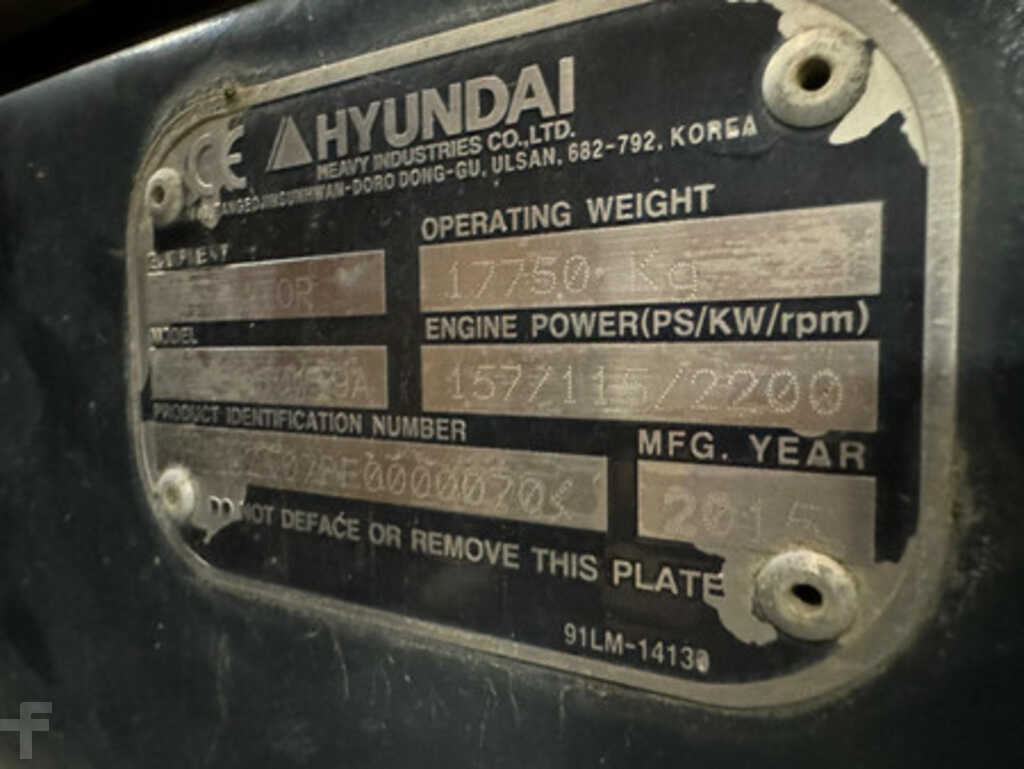 CE HYUNDAI
HEAVY INDUSTRIES CO.,LTD.
DONG-GU, ULSAN, 682-792, KOREA
EQUIPMENT
OPERATING WEIGHT
17750 Kg
MODEL
ENGINE POWER(PS/KW/rpm)
157/115/2200
PRODUCT IDENTIFICATION NUMBER
MFG. YEAR
2015
NOT DEFACE OR REMOVE THIS PLATE
91LM-14130